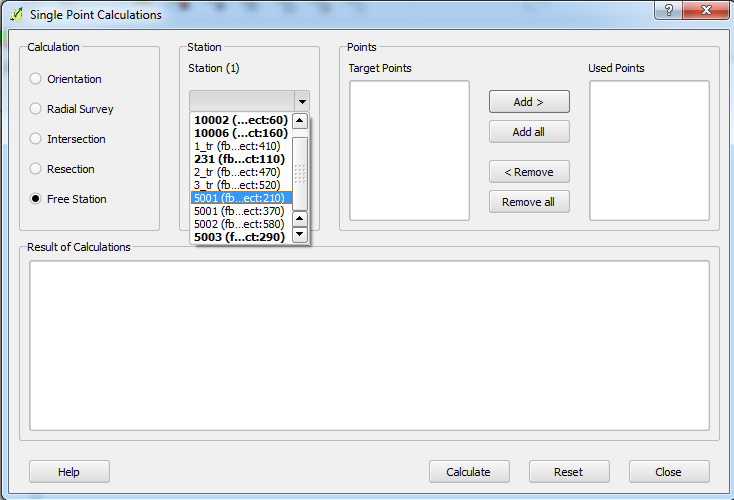 Single Point Calculations
?
Calculation
Orientation
Radial Survey
Intersection
Resection
Free Station
Station
Station (1)
10002 (...ect:60)
10006 (...ct:160)
1_tr (fb...ect:410)
231 (fb...ct:110)
2_tr (fb...ect:470)
3_tr (fb...ect:520)
5001 (fb...ect:210)
5001 (fb...ect:370)
5002 (fb...ect:580)
5003 (f...ct:290)
Points
Target Points
Add >
Add all
< Remove
Remove all
Used Points
Result of Calculations
Help
Calculate
Reset
Close